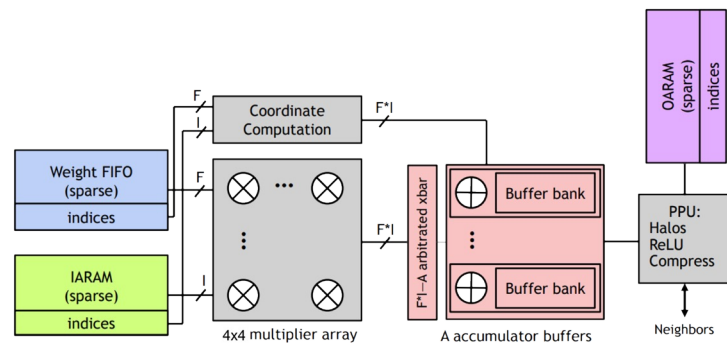 F
I
Coordinate
Computation
F*I
OARAM
(sparse)
indices
Weight FIFO
(sparse)
indices
F
F*I
F*I—A arbitrated xbar
Buffer bank
Buffer bank
PPU:
Halos
ReLU
Compress
IARAM
(sparse)
indices
I
4x4 multiplier array
A accumulator buffers
Neighbors